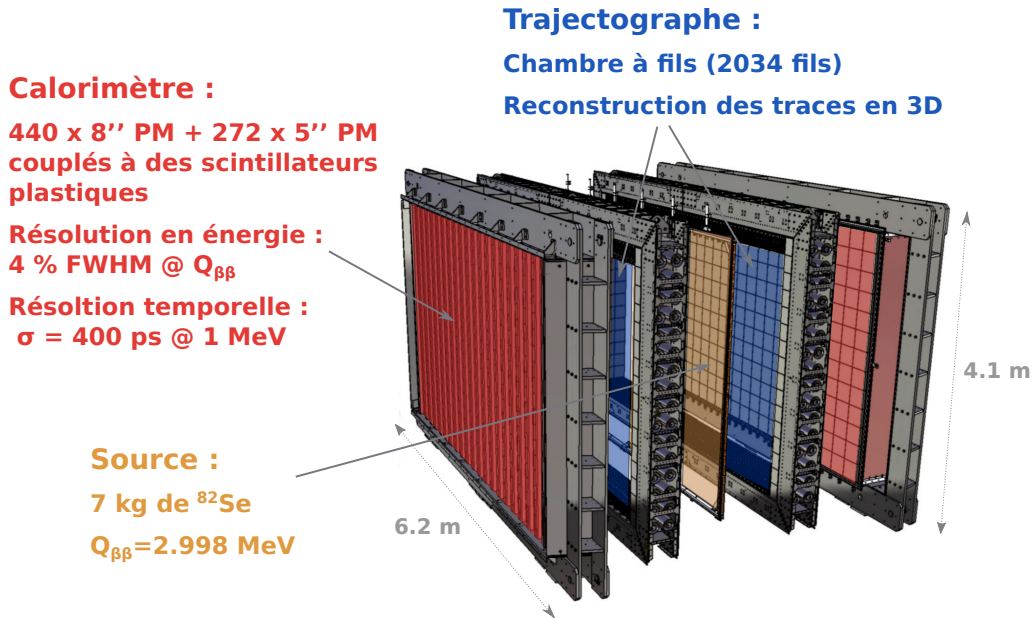 Trajectographe :
Chambre à fils (2034 fils)
Reconstruction des traces en 3D
Calorimètre :
440 x 8’’ PM + 272 x 5’’ PM
couplés à des scintillateurs
plastiques
Résolution en énergie :
4 % FWHM @ Qββ
Résoltion temporelle :
σ = 400 ps @ 1 MeV
4.1 m
Source :
7 kg de ⁸²Se
Qββ=2.998 MeV
6.2 m